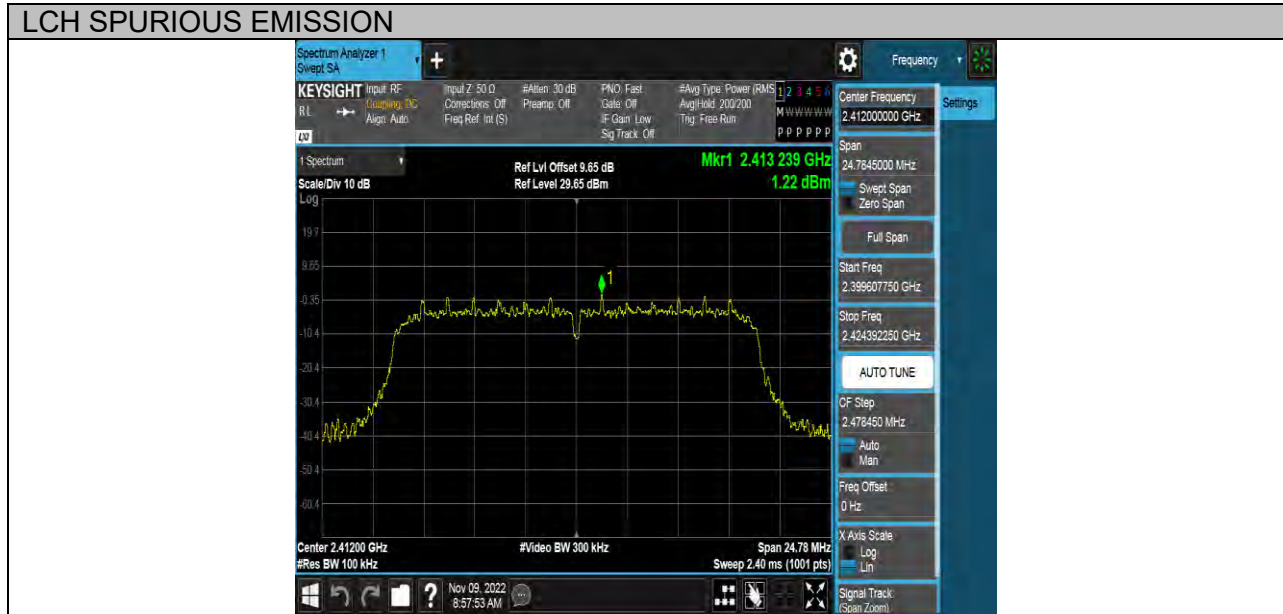 LCH SPURIOUS EMISSION
Spectrum Analyzer 1
Swept SA
+
Frequency
KEYSIGHT
RL
LXI
Input: RF
Coupling: DC
Align: Auto
Input Z: 50 Ω
Corrections: Off
Freq Ref: Int (S)
#Atten: 30 dB
Preamp: Off
PNO: Fast
Gate: Off
IF Gain: Low
Sig Track: Off
#Avg Type: Power (RMS
Avg|Hold: 200/200
Trig: Free Run
1 2 3 4 5 6
M W W W W W
P P P P P P
Center Frequency
2.412000000 GHz
Settings
Span
24.7845000 MHz
Swept Span
Zero Span
Full Span
Start Freq
2.399607750 GHz
Stop Freq
2.424392250 GHz
AUTO TUNE
CF Step
2.478450 MHz
Auto
Man
Freq Offset
0 Hz
X Axis Scale
Log
Lin
Signal Track
(Span Zoom)
1 Spectrum
Scale/Div 10 dB
Log
Ref Lvl Offset 9.65 dB
Ref Level 29.65 dBm
Mkr1 2.413 239 GHz
1.22 dBm
19.7
9.65
-0.35
-10.4
-20.4
-30.4
-40.4
-50.4
-60.4
1
Center 2.41200 GHz
#Res BW 100 kHz
#Video BW 300 kHz
Span 24.78 MHz
Sweep 2.40 ms (1001 pts)
?
Nov 09, 2022
8:57:53 AM